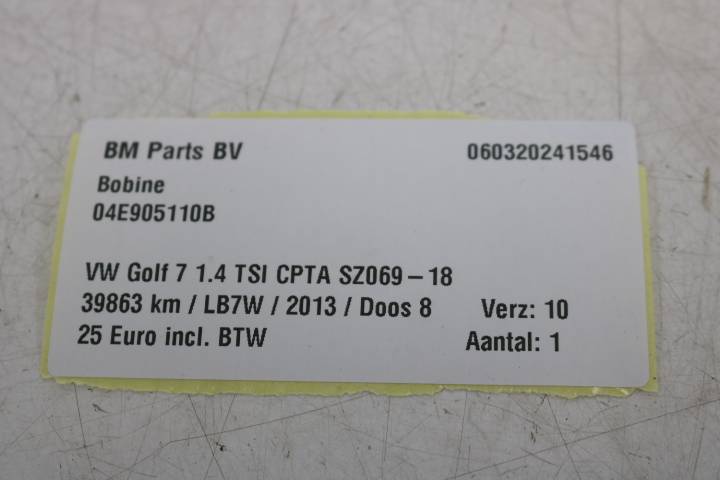 BM Parts BV 060320241546
Bobine
04E905110B
VW Golf 7 1.4 TSI CPTA SZ069 – 18
39863 km / LB7W / 2013 / Doos 8 Verz: 10
25 Euro incl. BTW Aantal: 1